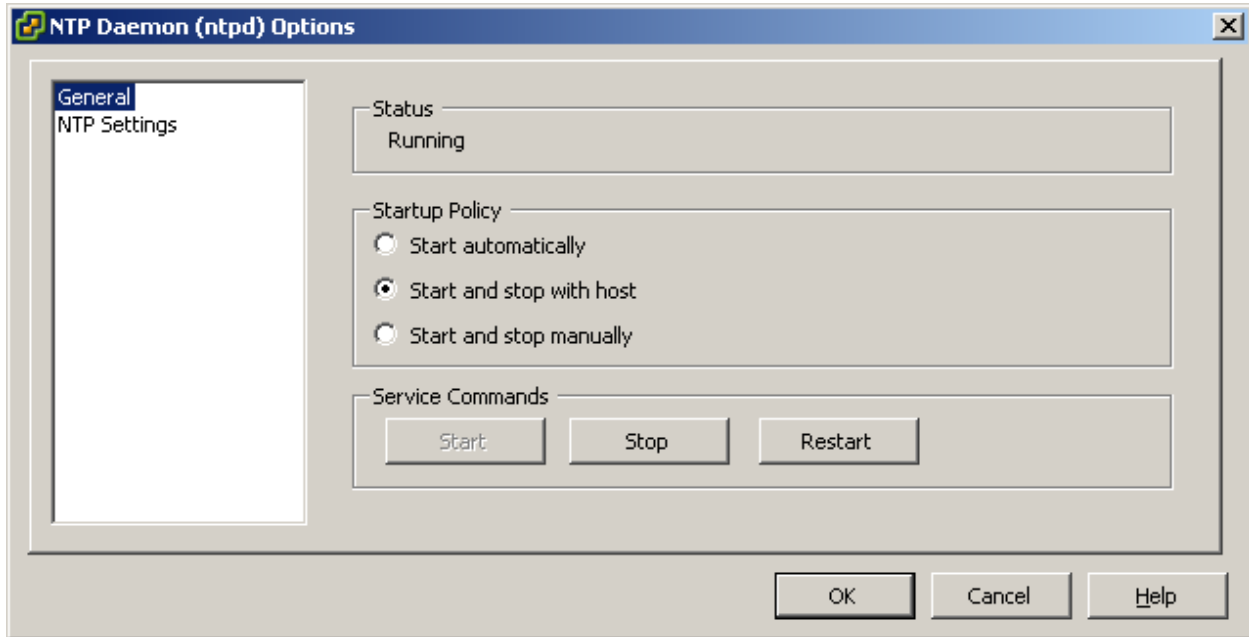 NTP Daemon (ntpd) Options
General
NTP Settings
Status
Running
Startup Policy
Start automatically
Start and stop with host
Start and stop manually
Service Commands
Start Stop Restart
OK Cancel Help